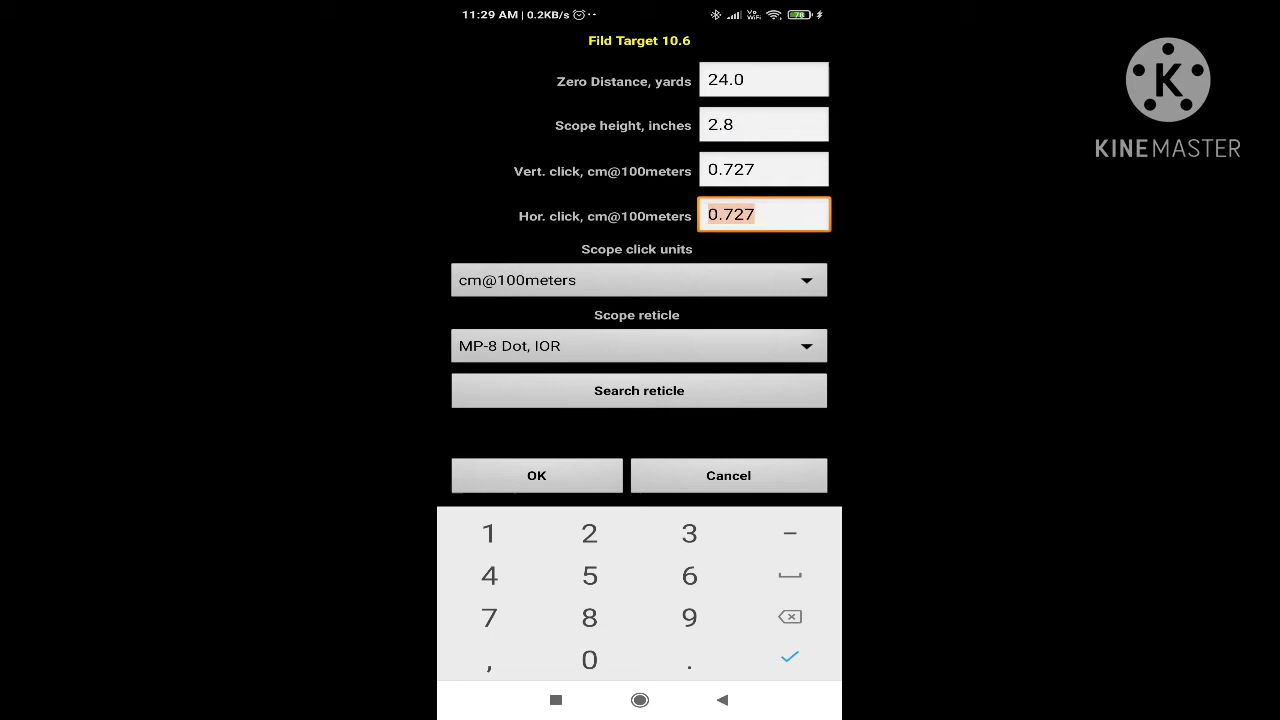 11:29 AM | 0.2KB/s
Vo WiFi
78
Fild Target 10.6
Zero Distance, yards 24.0
Scope height, inches 2.8
Vert. click, cm@100meters 0.727
Hor. click, cm@100meters 0.727
Scope click units
cm@100meters
Scope reticle
MP-8 Dot, IOR
Search reticle
OK Cancel
1 2 3 –
4 5 6
7 8 9
, 0 .
K
KINEMASTER